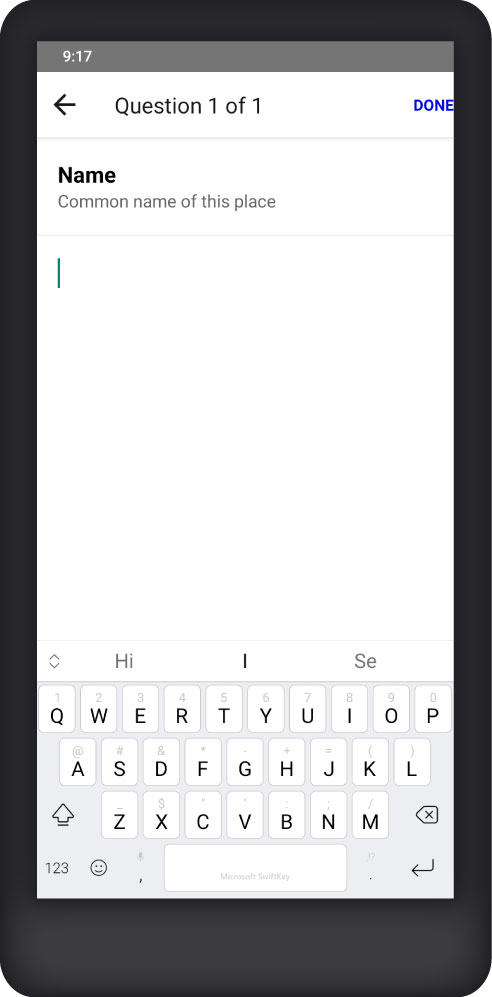 9:17
Question 1 of 1 DONE
Name
Common name of this place
Hi I Se
1 2 3 4 5 6 7 8 9 0
Q W E R T Y U I O P
@ # & * - + = ( )
A S D F G H J K L
_ $ " ' : ; /
Z X C V B N M
,!?
123 , Microsoft SwiftKey .